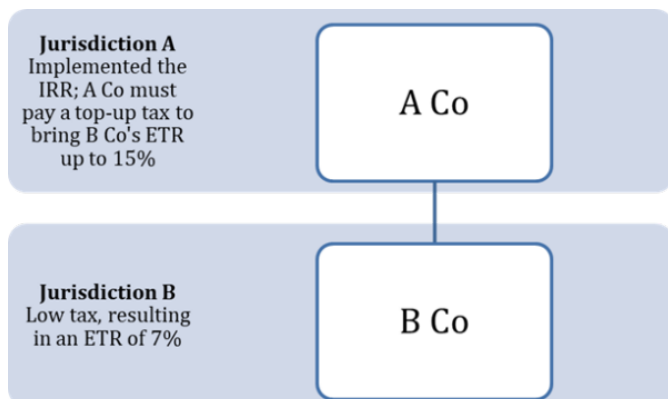 Jurisdiction A
Implemented the
IRR; A Co must
pay a top-up tax to
bring B Co's ETR
up to 15%
A Co
Jurisdiction B
Low tax, resulting
in an ETR of 7%
B Co